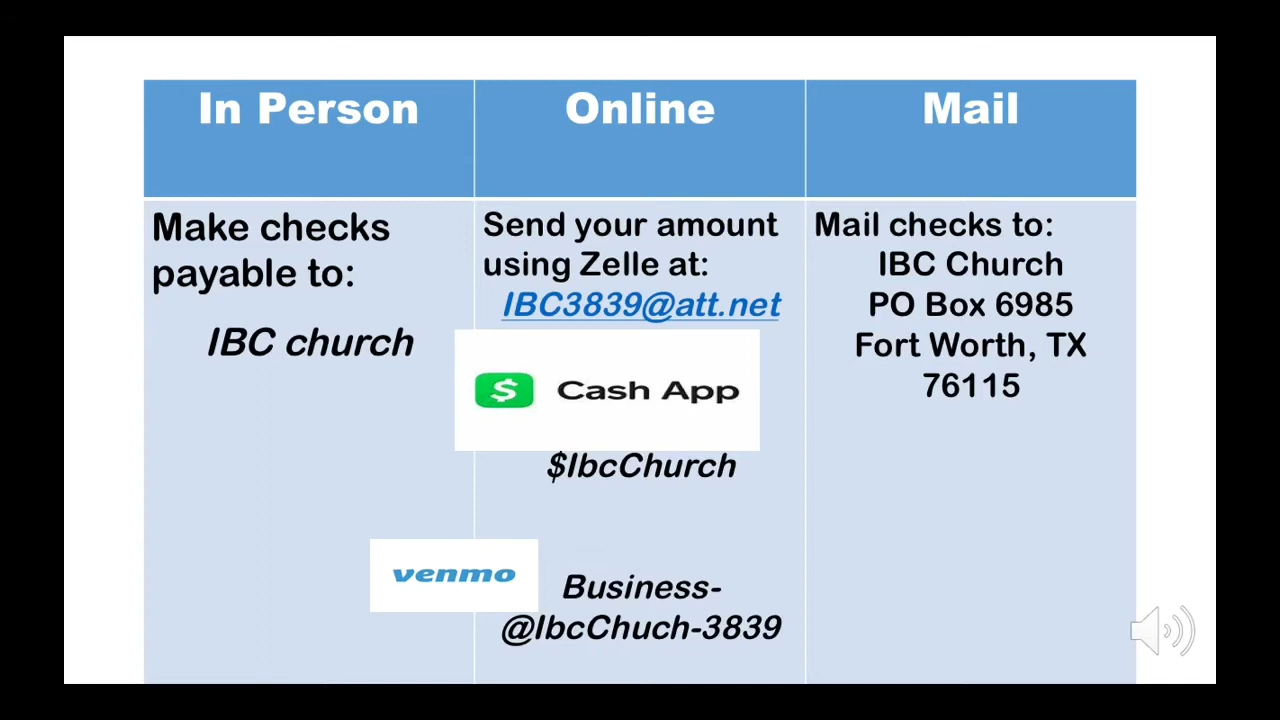 In Person
Online
Mail
Make checks
payable to:
IBC church
Send your amount
using Zelle at:
IBC3839@att.net
$ Cash App
$IbcChurch
venmo
Business-
@IbcChuch-3839
Mail checks to:
IBC Church
PO Box 6985
Fort Worth, TX
76115